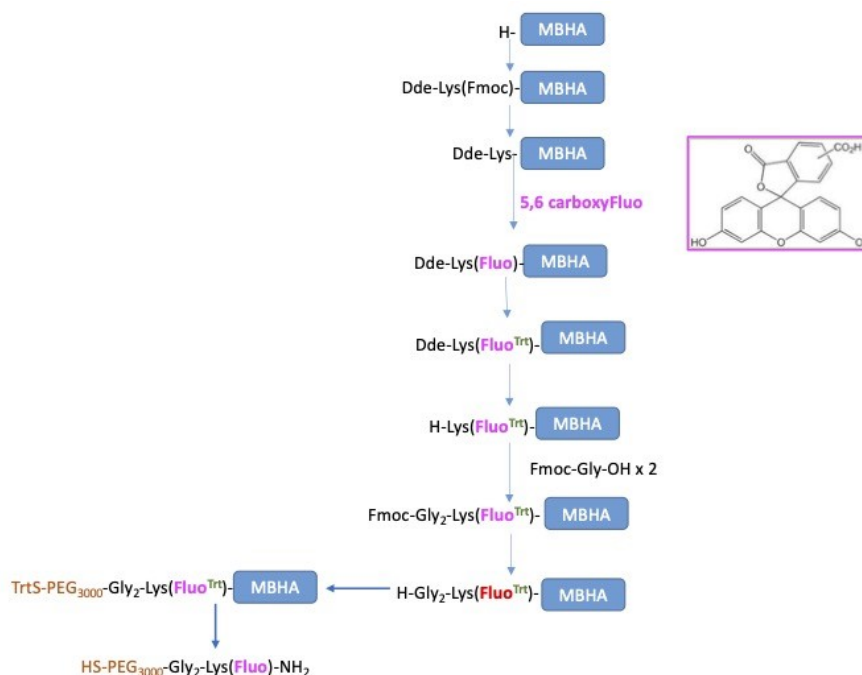 H- MBHA
Dde-Lys(Fmoc)- MBHA
Dde-Lys- MBHA
5,6 carboxyFluo
O
CO₂H
O
HO O O
Dde-Lys(Fluo)- MBHA
Dde-Lys(Fluoᵀʳᵗ)- MBHA
H-Lys(Fluoᵀʳᵗ)- MBHA
Fmoc-Gly-OH x 2
Fmoc-Gly₂-Lys(Fluoᵀʳᵗ)- MBHA
TrtS-PEG₃₀₀₀-Gly₂-Lys(Fluoᵀʳᵗ)- MBHA
H-Gly₂-Lys(Fluoᵀʳᵗ)- MBHA
HS-PEG₃₀₀₀-Gly₂-Lys(Fluo)-NH₂